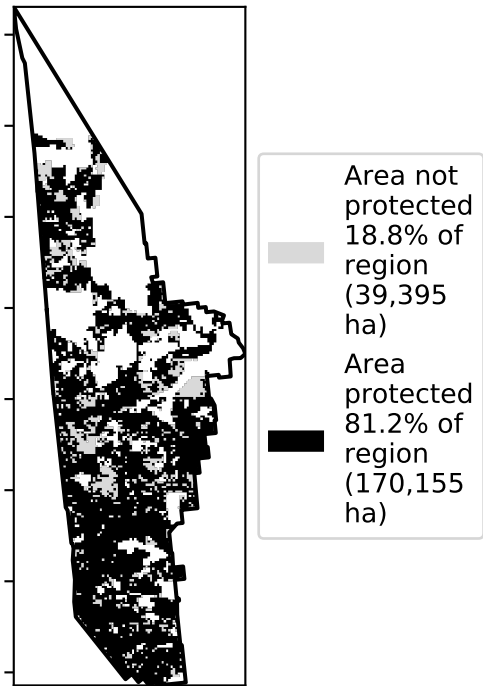 Area not
protected
18.8% of
region
(39,395
ha)
Area
protected
81.2% of
region
(170,155
ha)